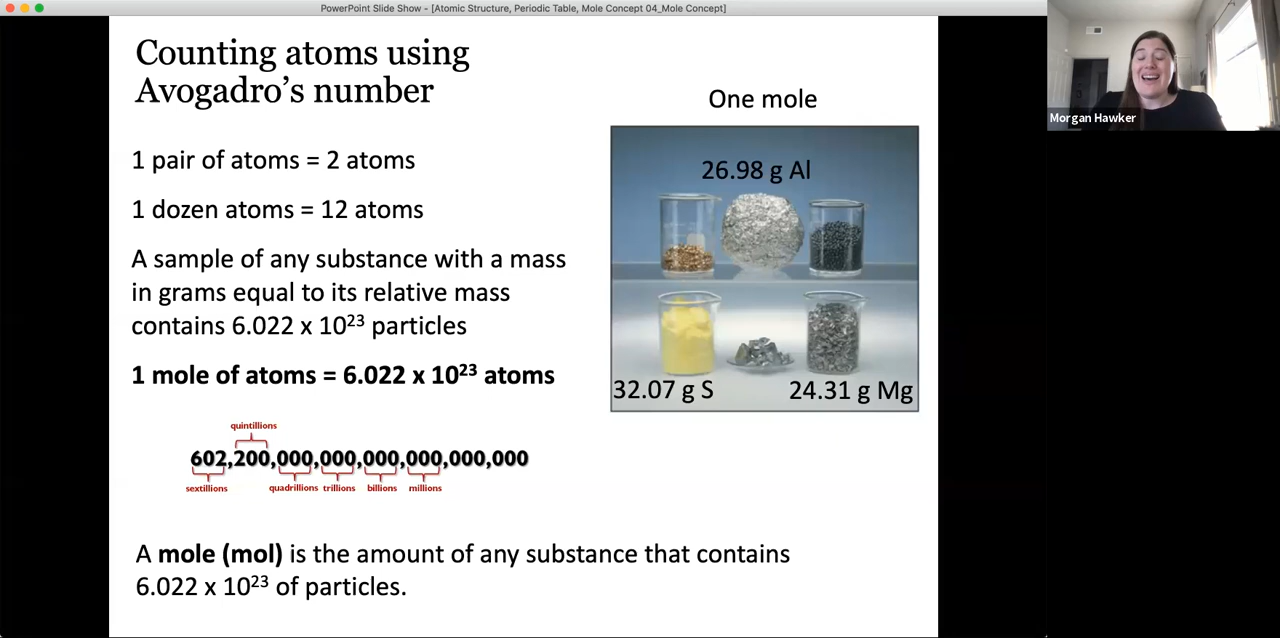 PowerPoint Slide Show - [Atomic Structure, Periodic Table, Mole Concept 04_Mole Concept]
Morgan Hawker
Counting atoms using
Avogadro’s number
1 pair of atoms = 2 atoms
1 dozen atoms = 12 atoms
A sample of any substance with a mass
in grams equal to its relative mass
contains 6.022 x 10²³ particles
1 mole of atoms = 6.022 x 10²³ atoms
One mole
26.98 g Al
32.07 g S
24.31 g Mg
quintillions
602,200,000,000,000,000,000,000
sextillions quadrillions trillions billions millions
A mole (mol) is the amount of any substance that contains
6.022 x 10²³ of particles.